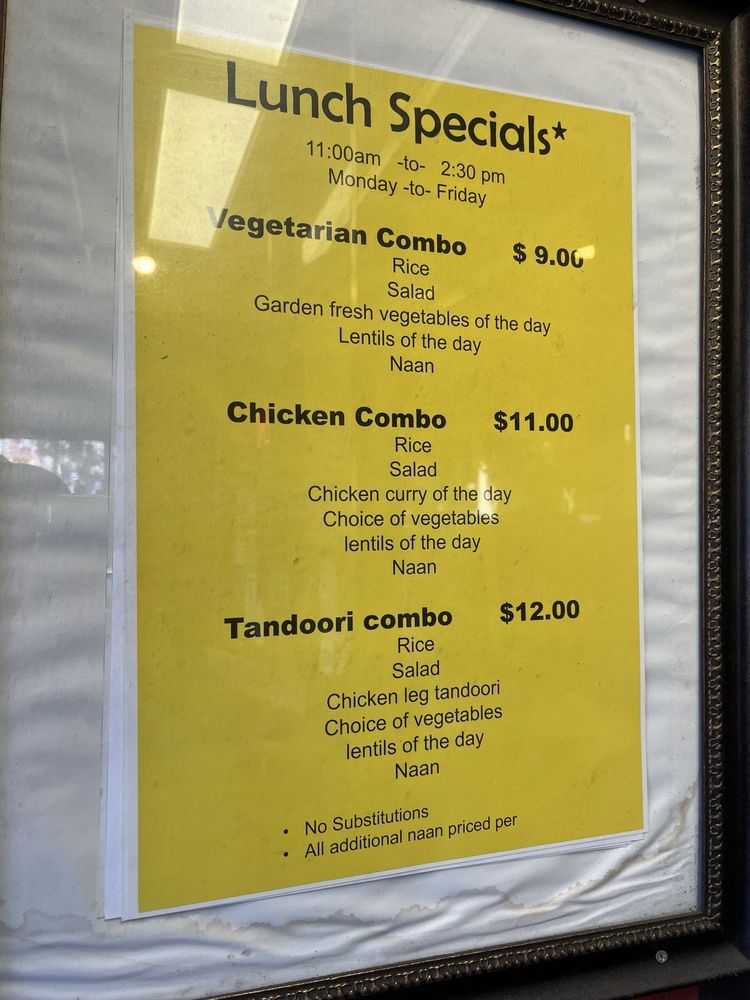 Lunch Specials*
11:00am -to- 2:30 pm
Monday -to- Friday
Vegetarian Combo $ 9.00
Rice
Salad
Garden fresh vegetables of the day
Lentils of the day
Naan
Chicken Combo $11.00
Rice
Salad
Chicken curry of the day
Choice of vegetables
lentils of the day
Naan
Tandoori combo $12.00
Rice
Salad
Chicken leg tandoori
Choice of vegetables
lentils of the day
Naan
• No Substitutions
• All additional naan priced per